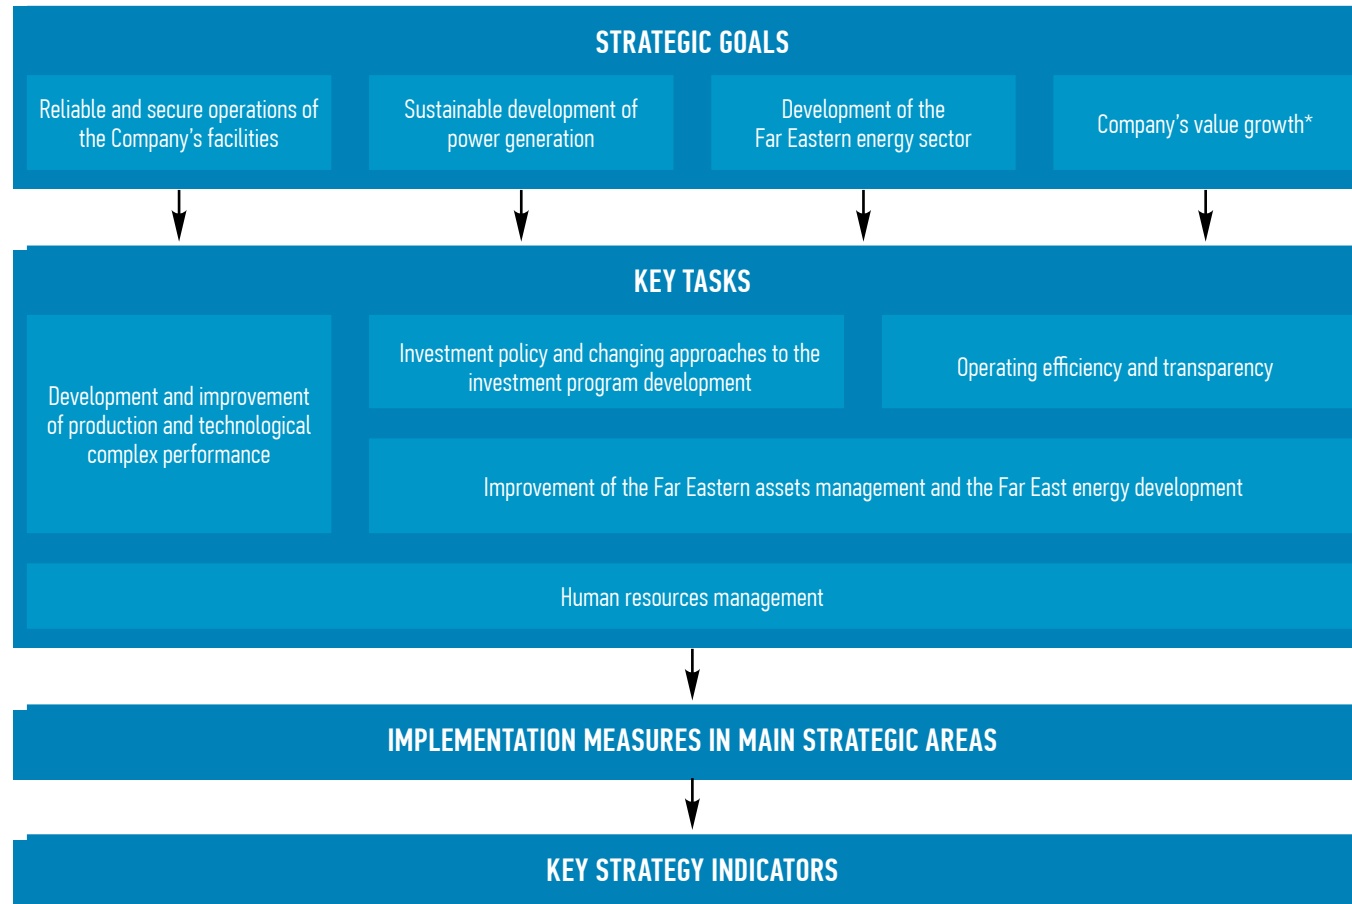 STRATEGIC GOALS
Reliable and secure operations of
the Company's facilities
Sustainable development of
power generation
Development of the
Far Eastern energy sector
Company's value growth*
KEY TASKS
Development and improvement
of production and technological
complex performance
Investment policy and changing approaches to the
investment program development
Operating efficiency and transparency
Improvement of the Far Eastern assets management and the Far East energy development
Human resources management
IMPLEMENTATION MEASURES IN MAIN STRATEGIC AREAS
KEY STRATEGY INDICATORS